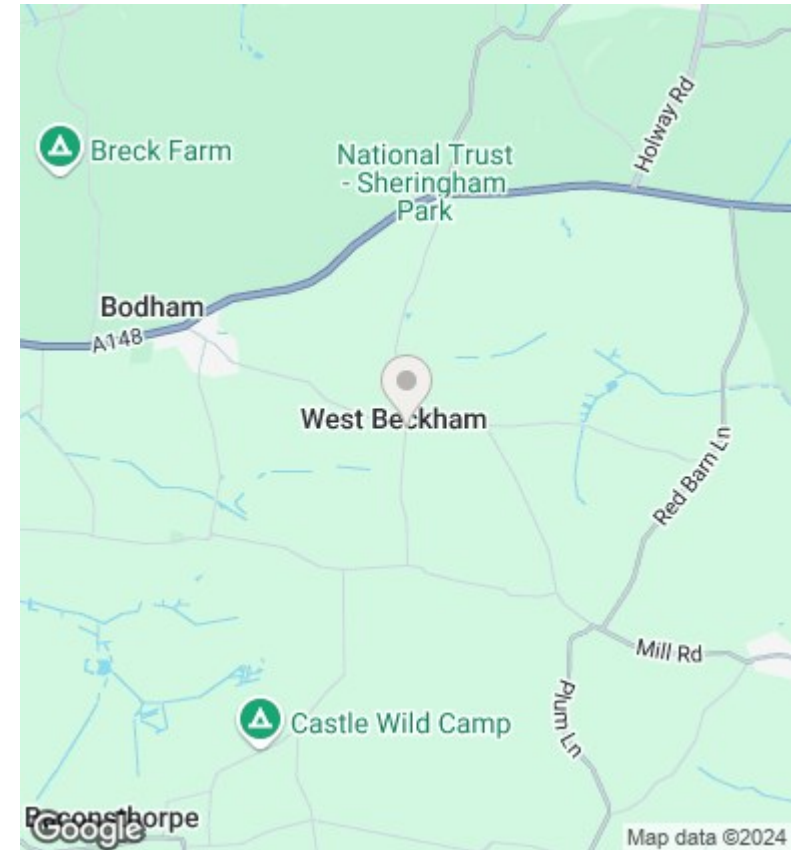 Holway Rd
Breck Farm
National Trust
- Sheringham
Park
Bodham
A148
West Beckham
Red Barn Ln
Mill Rd
Plum Ln
Castle Wild Camp
Baconsthorpe
Google
Map data ©2024